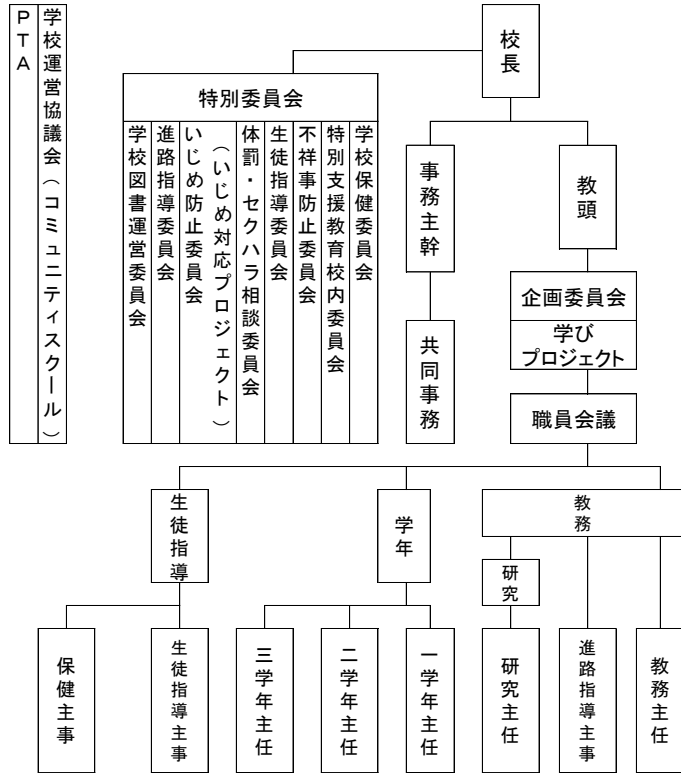 校長
学校運営協議会（コミュニティスクール）
PTA
特別委員会
学校保健委員会
特別支援教育校内委員会
不祥事防止委員会
生徒指導委員会
体罰・セクハラ相談委員会
（いじめ対応プロジェクト）
いじめ防止委員会
進路指導委員会
学校図書運営委員会
教頭
事務主幹
共同事務
企画委員会
学び
プロジェクト
職員会議
教務
学年
生徒指導
研究
教務主任
進路指導主事
研究主任
一学年主任
二学年主任
三学年主任
生徒指導主事
保健主事